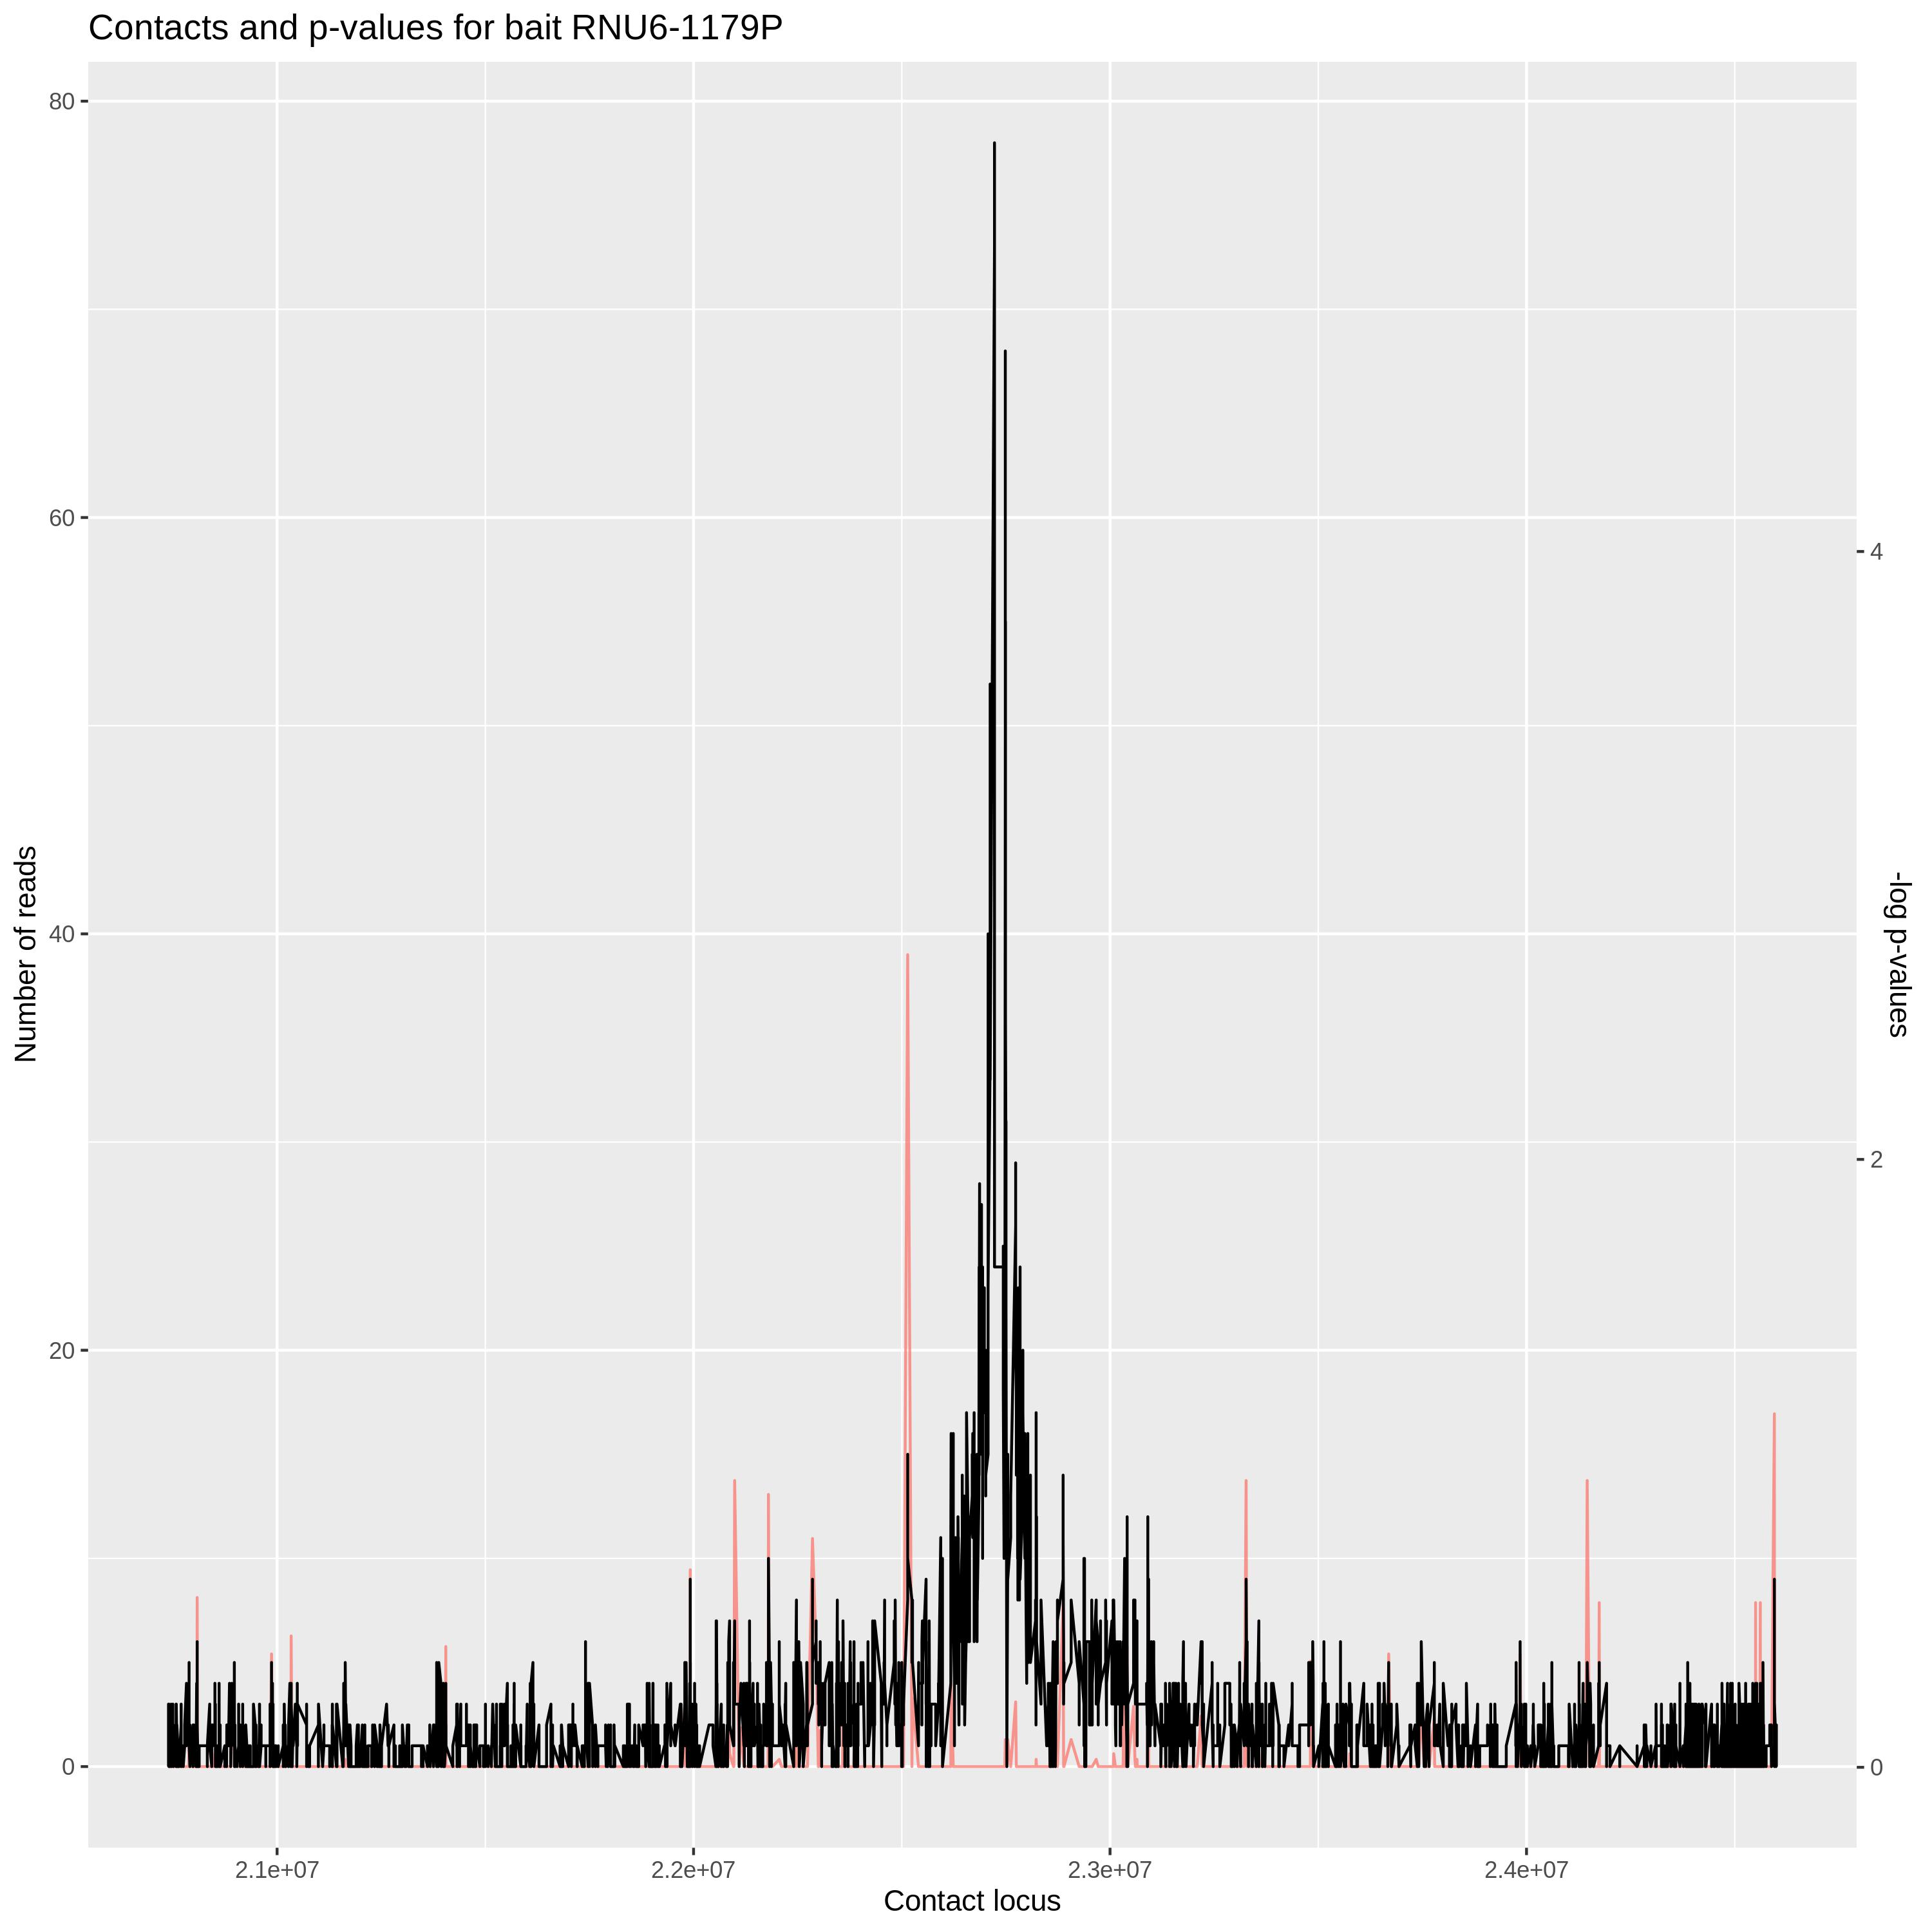 Contacts and p-values for bait RNU6-1179P
80
60
40
20
0
Number of reads
4
2
0
-log p-values
2.1e+07
2.2e+07
2.3e+07
2.4e+07
Contact locus